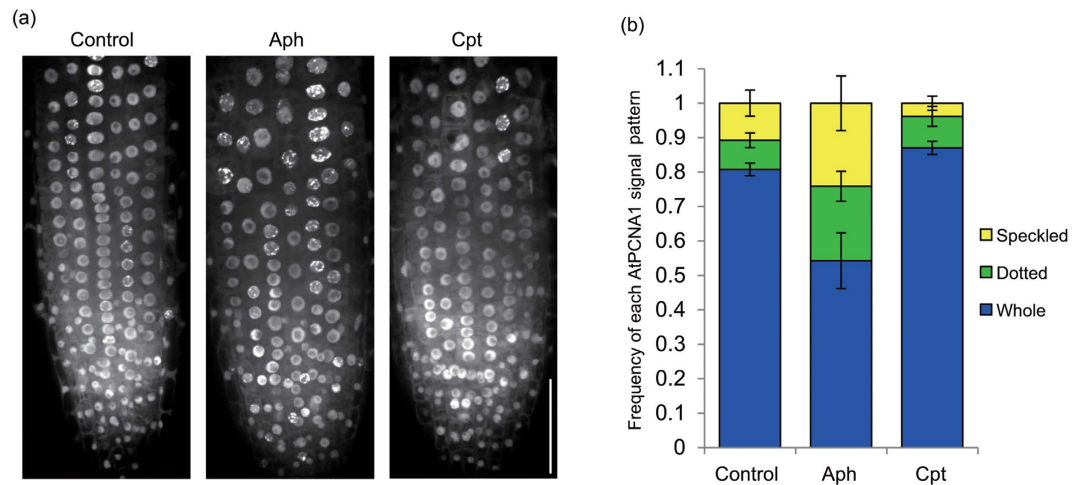 (a)
Control
Aph
Cpt
(b)
Frequency of each AtPCNA1 signal pattern
1.1
1
0.9
0.8
0.7
0.6
0.5
0.4
0.3
0.2
0.1
0
Control
Aph
Cpt
Speckled
Dotted
Whole